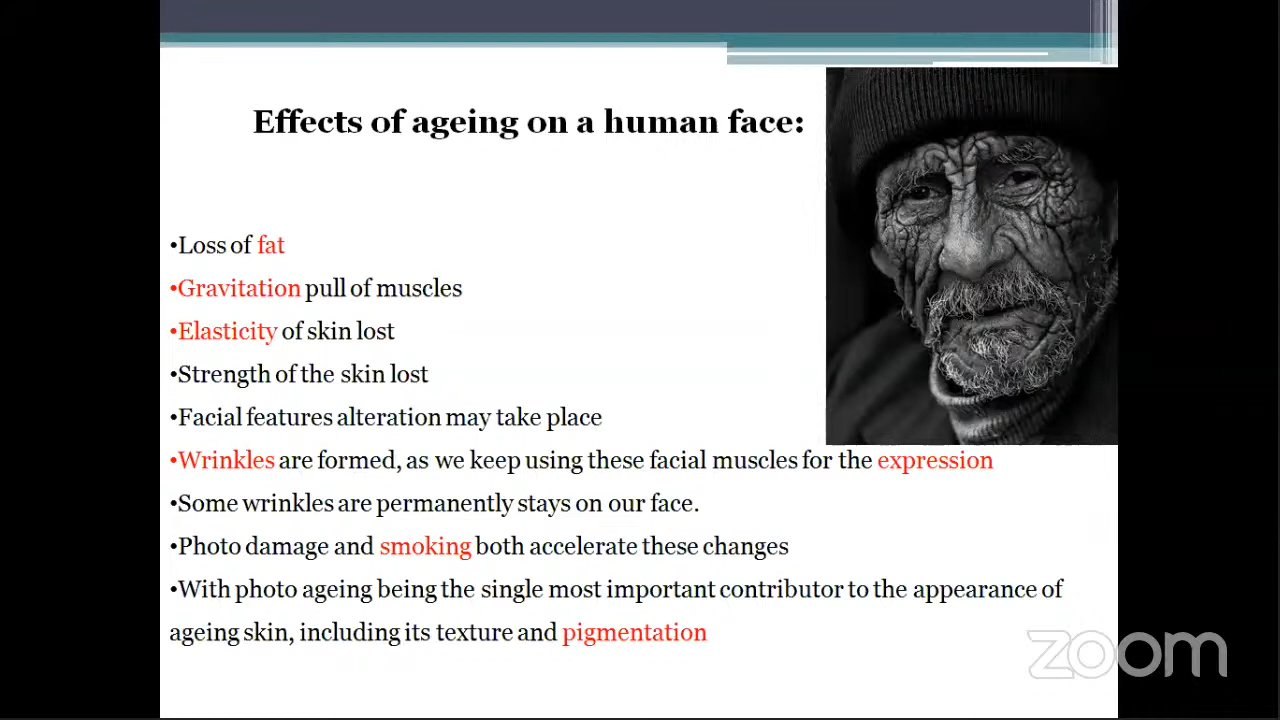 Effects of ageing on a human face:
•Loss of fat
•Gravitation pull of muscles
•Elasticity of skin lost
•Strength of the skin lost
•Facial features alteration may take place
•Wrinkles are formed, as we keep using these facial muscles for the expression
•Some wrinkles are permanently stays on our face.
•Photo damage and smoking both accelerate these changes
•With photo ageing being the single most important contributor to the appearance of
ageing skin, including its texture and pigmentation
zoom